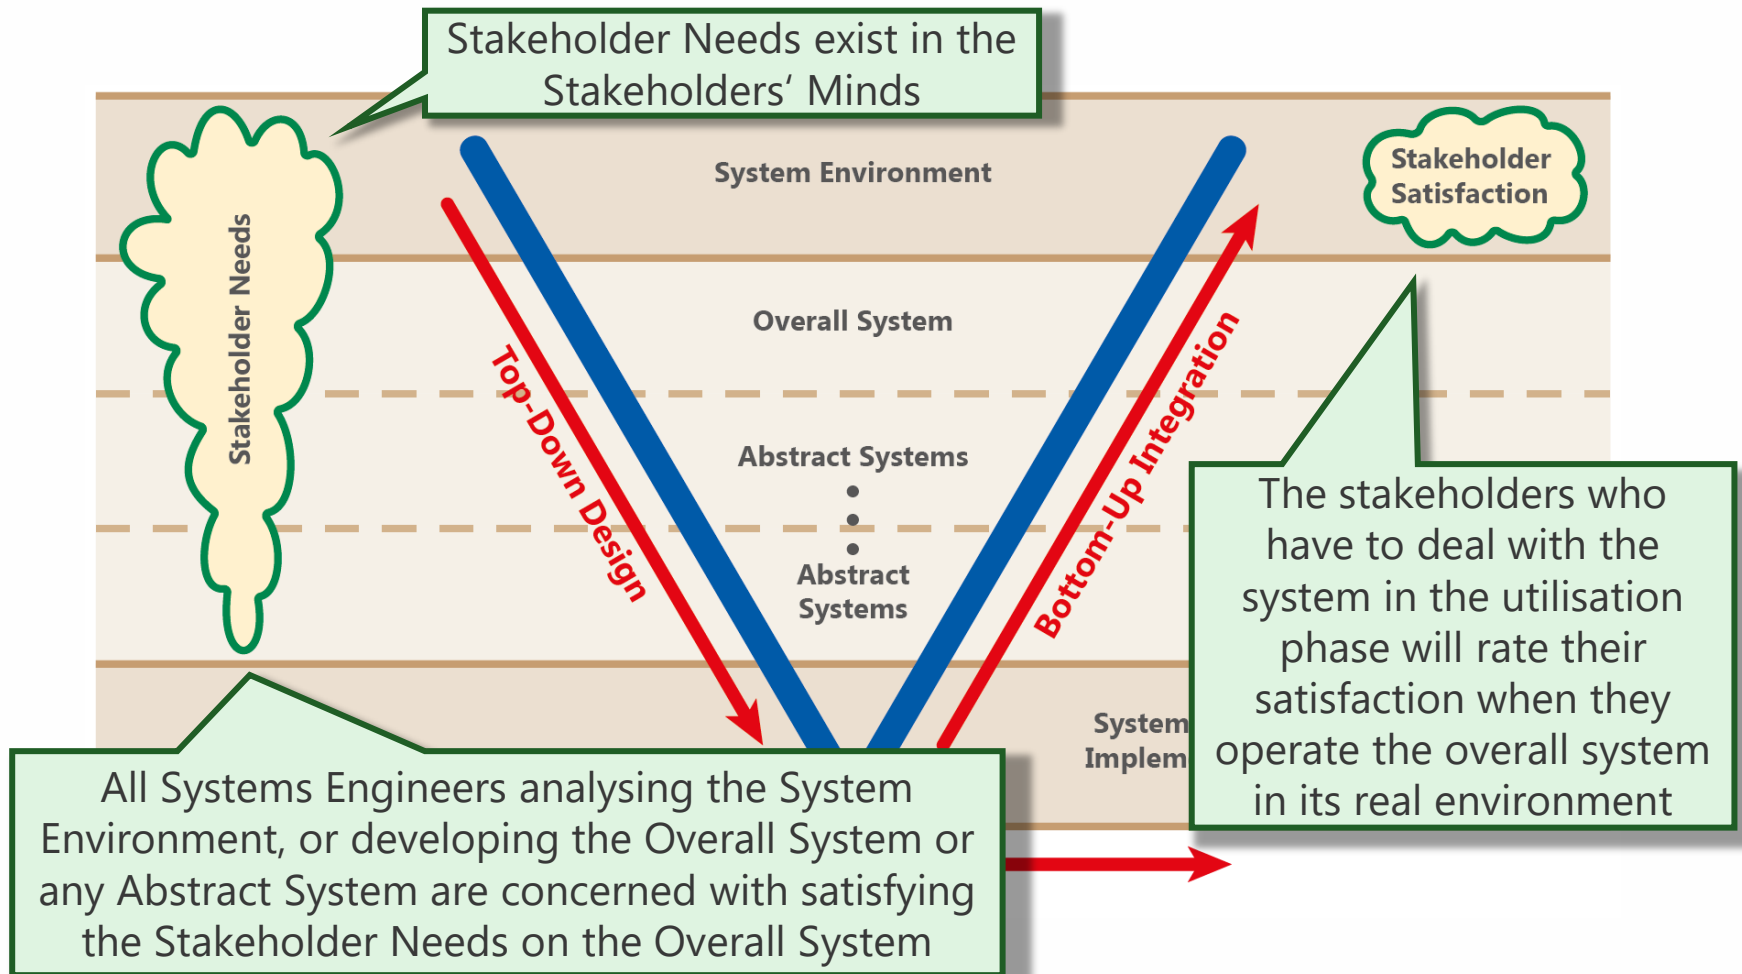 Stakeholder Needs exist in the
Stakeholders‘ Minds
System Environment
Stakeholder
Satisfaction
Stakeholder Needs
Overall System
Top-Down Design
Bottom-Up Integration
Abstract Systems
Abstract
Systems
The stakeholders who
have to deal with the
system in the utilisation
phase will rate their
satisfaction when they
operate the overall system
in its real environment
System
Implem
All Systems Engineers analysing the System
Environment, or developing the Overall System or
any Abstract System are concerned with satisfying
the Stakeholder Needs on the Overall System